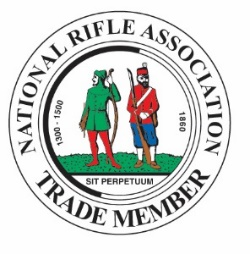 NATIONAL RIFLE ASSOCIATION
1300 - 1500
1860
SIT PERPETUUM
TRADE MEMBER